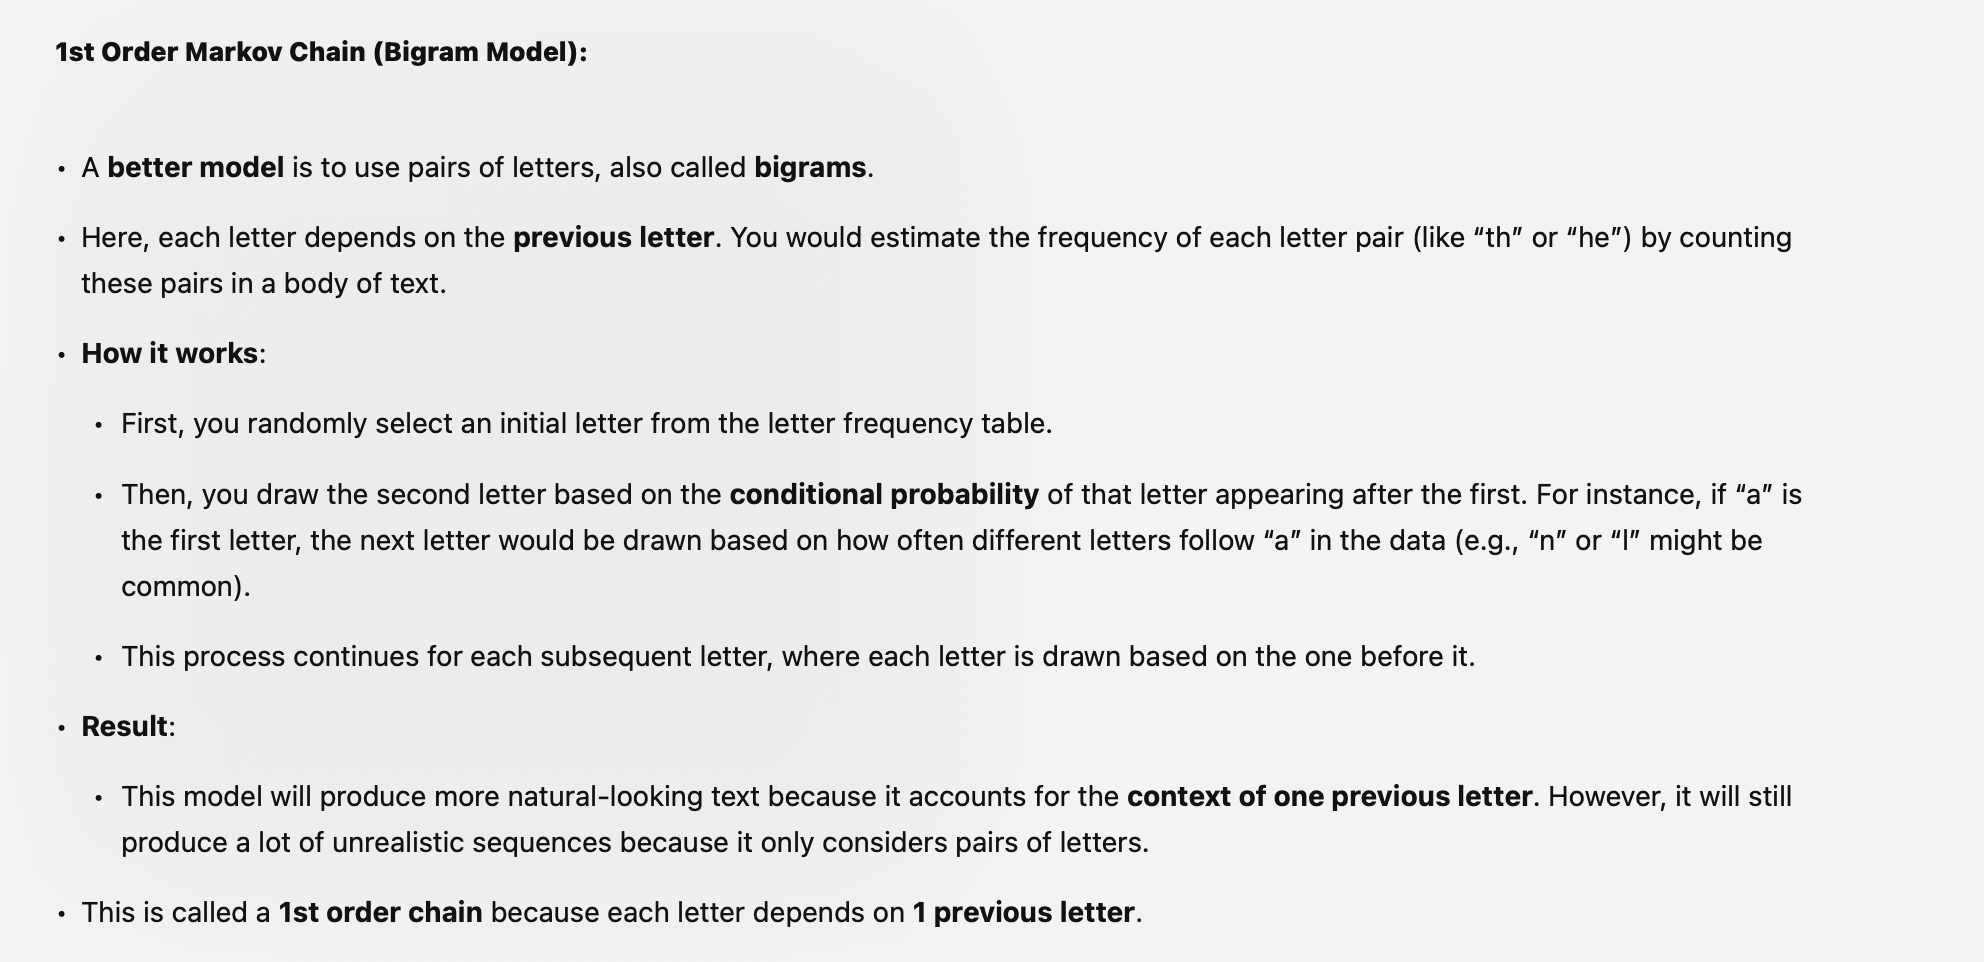 1st Order Markov Chain (Bigram Model):
• A better model is to use pairs of letters, also called bigrams.
• Here, each letter depends on the previous letter. You would estimate the frequency of each letter pair (like “th” or “he”) by counting
these pairs in a body of text.
• How it works:
• First, you randomly select an initial letter from the letter frequency table.
• Then, you draw the second letter based on the conditional probability of that letter appearing after the first. For instance, if “a” is
the first letter, the next letter would be drawn based on how often different letters follow “a” in the data (e.g., “n” or “l” might be
common).
• This process continues for each subsequent letter, where each letter is drawn based on the one before it.
• Result:
• This model will produce more natural-looking text because it accounts for the context of one previous letter. However, it will still
produce a lot of unrealistic sequences because it only considers pairs of letters.
• This is called a 1st order chain because each letter depends on 1 previous letter.